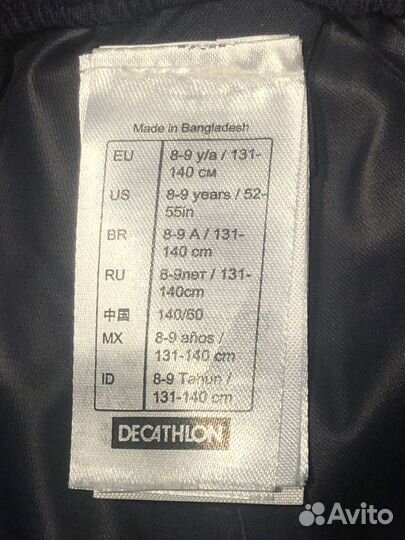 Made in Bangladesh
EU 8-9 y/a / 131-
140 см
US 8-9 years / 52-
55in
BR 8-9 A / 131-
140 cm
RU 8-9лет / 131-
140cm
中国 140/60
MX 8-9 años /
131-140 cm
ID 8-9 Tahun /
131-140 cm
DECATHLON
Avito